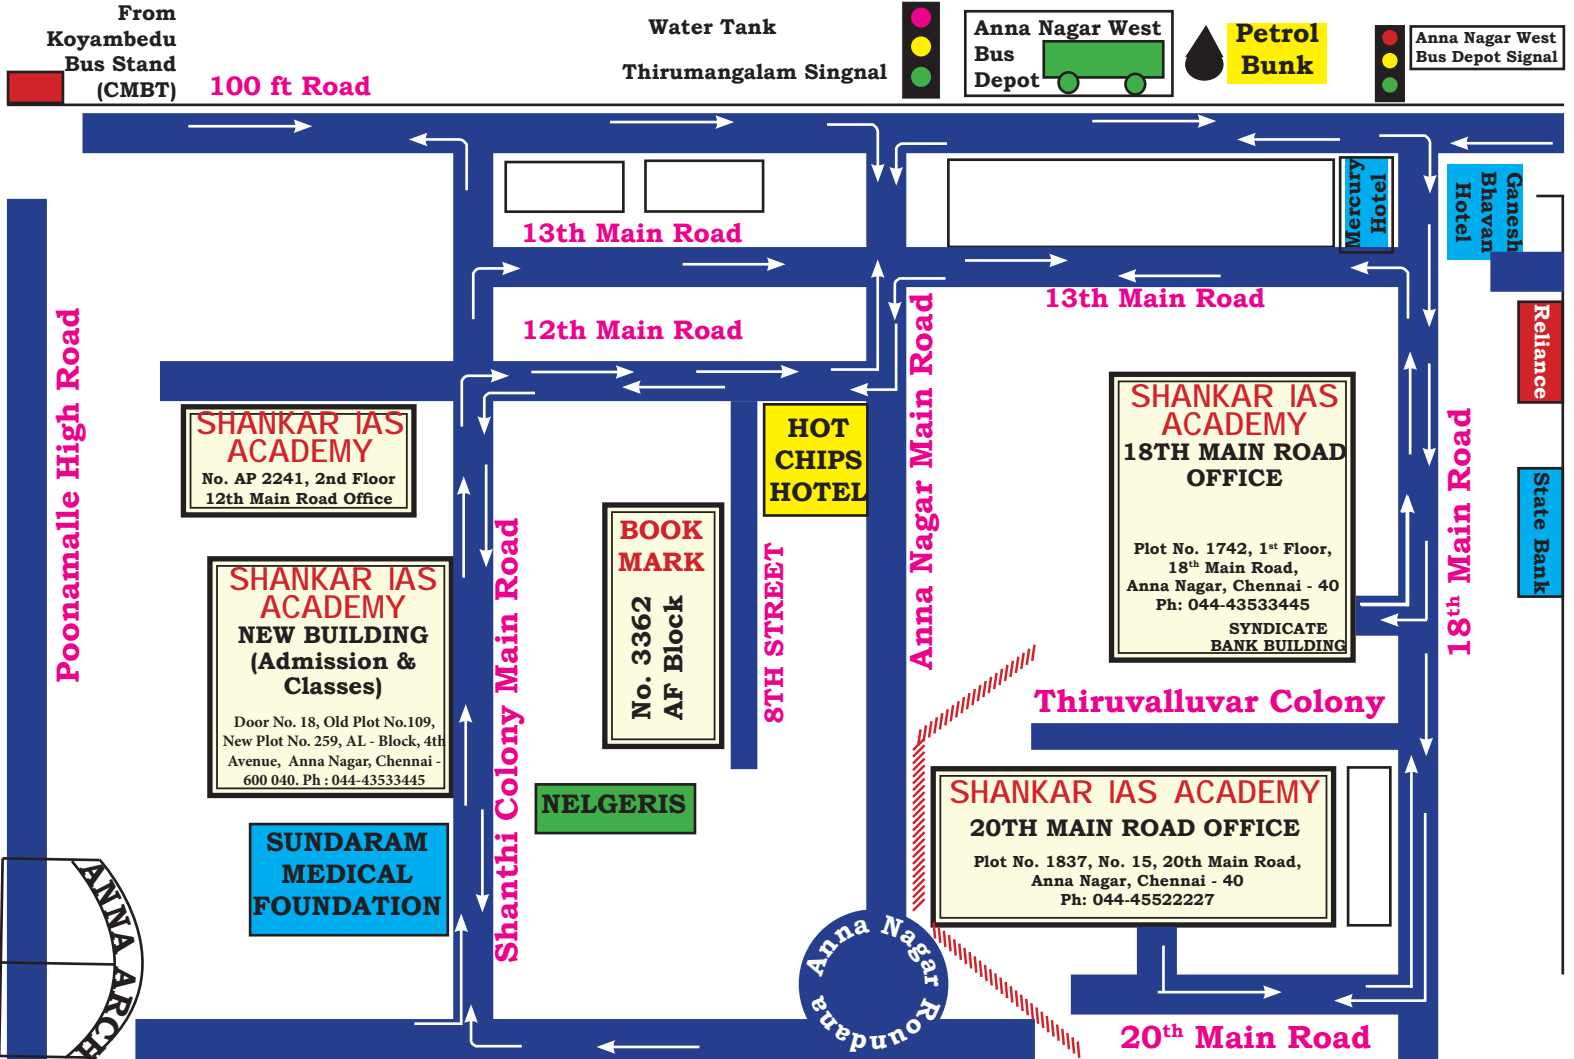 From
Koyambedu
Bus Stand
(CMBT)
100 ft Road
Water Tank
Thirumangalam Singnal
Anna Nagar West
Bus
Depot
Petrol
Bunk
Anna Nagar West
Bus Depot Signal
Mercury
Hotel
Ganesh
Bhavan
Hotel
13th Main Road
13th Main Road
12th Main Road
Reliance
State Bank
Poonamalle High Road
Shanthi Colony Main Road
8TH STREET
Anna Nagar Main Road
18th Main Road
SHANKAR IAS
ACADEMY
No. AP 2241, 2nd Floor
12th Main Road Office
HOT
CHIPS
HOTEL
SHANKAR IAS
ACADEMY
18TH MAIN ROAD
OFFICE
Plot No. 1742, 1st Floor,
18th Main Road,
Anna Nagar, Chennai - 40
Ph: 044-43533445
SYNDICATE
BANK BUILDING
BOOK
MARK
No. 3362
AF Block
SHANKAR IAS
ACADEMY
NEW BUILDING
(Admission &
Classes)
Door No. 18, Old Plot No.109,
New Plot No. 259, AL - Block, 4th
Avenue, Anna Nagar, Chennai -
600 040. Ph : 044-43533445
Thiruvalluvar Colony
NELGERIS
SHANKAR IAS ACADEMY
20TH MAIN ROAD OFFICE
Plot No. 1837, No. 15, 20th Main Road,
Anna Nagar, Chennai - 40
Ph: 044-45522227
SUNDARAM
MEDICAL
FOUNDATION
ANNA ARCH
Anna Nagar Roundana
20th Main Road